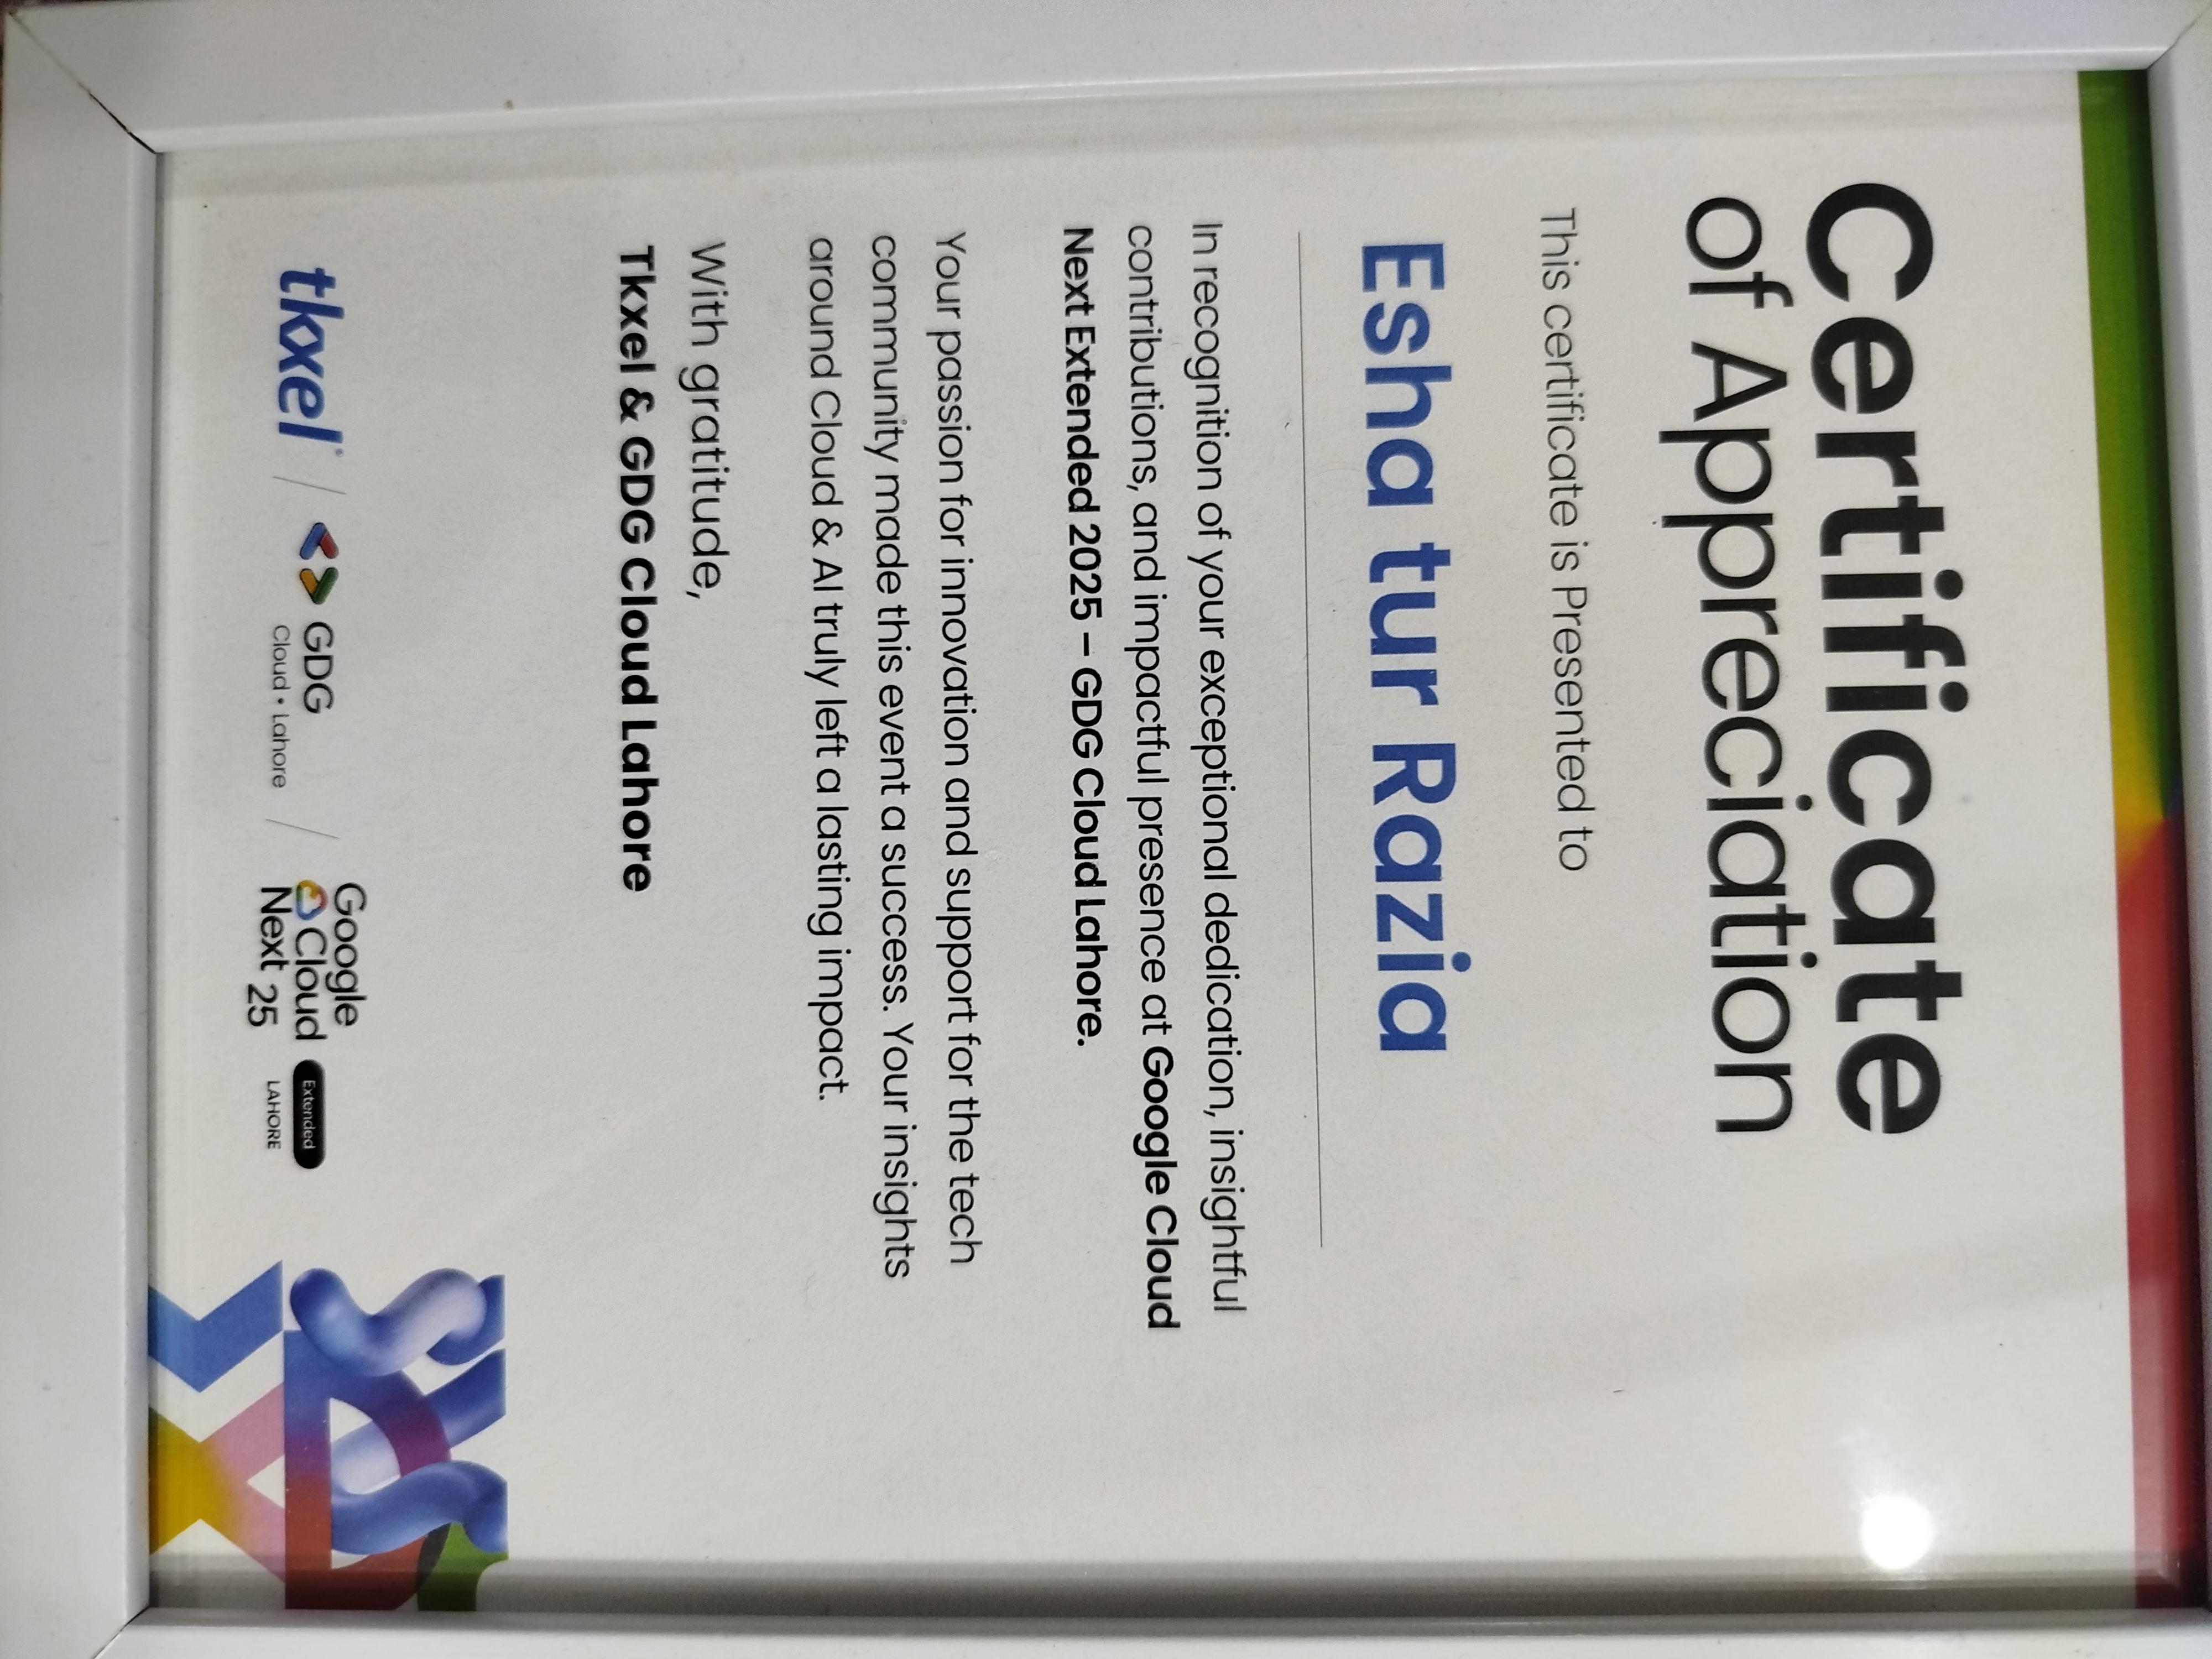 Certificate
of Appreciation
This certificate is Presented to
Esha tur Razia
In recognition of your exceptional dedication, insightful
contributions, and impactful presence at Google Cloud
Next Extended 2025 – GDG Cloud Lahore.
Your passion for innovation and support for the tech
community made this event a success. Your insights
around Cloud & AI truly left a lasting impact.
With gratitude,
Tkxel & GDG Cloud Lahore
tkxel
GDG
Cloud • Lahore
Google
Cloud
Next 25
Extended
LAHORE